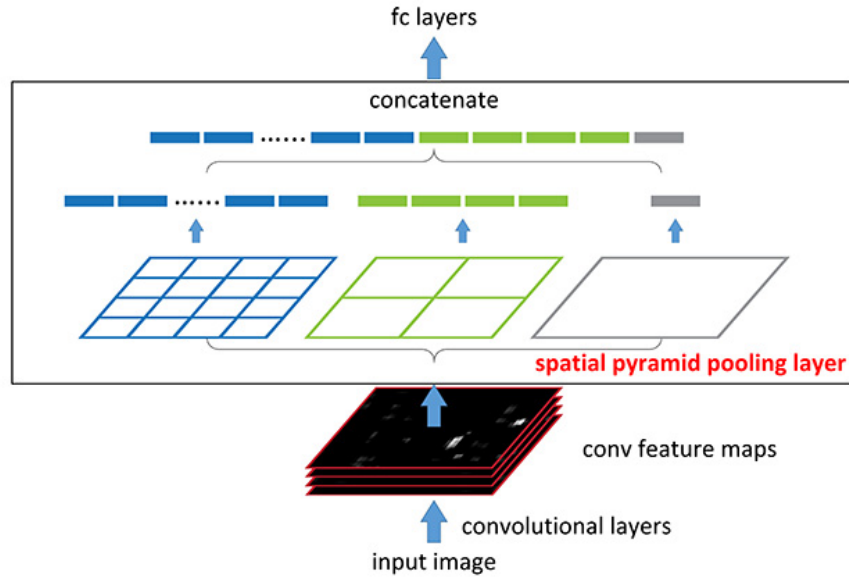 fc layers
concatenate
spatial pyramid pooling layer
conv feature maps
convolutional layers
input image